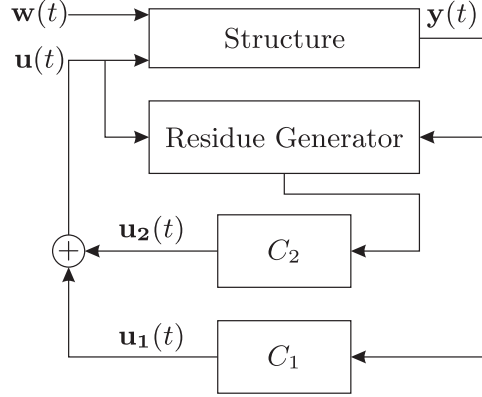 w(t)
Structure
y(t)
u(t)
Residue Generator
u₂(t)
C₂
+
u₁(t)
C₁